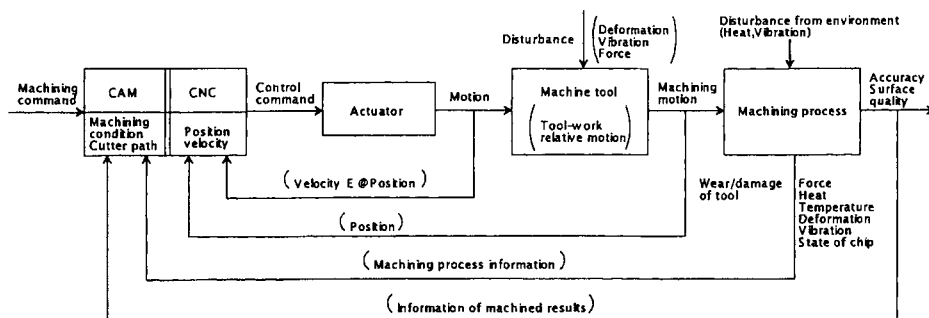 Machining
command
CAM
CNC
Machining
condition
Cutter path
Position
velocity
Control
command
Actuator
Motion
Disturbance
(Deformation
Vibration
Force)
Machine tool
(Tool-work
relative motion)
Machining
motion
Disturbance from environment
(Heat,Vibration)
Machining process
Accuracy
Surface
quality
(Velocity E @Position)
(Position)
Wear/damage
of tool
Force
Heat
Temperature
Deformation
Vibration
State of chip
(Machining process information)
(Information of machined results)